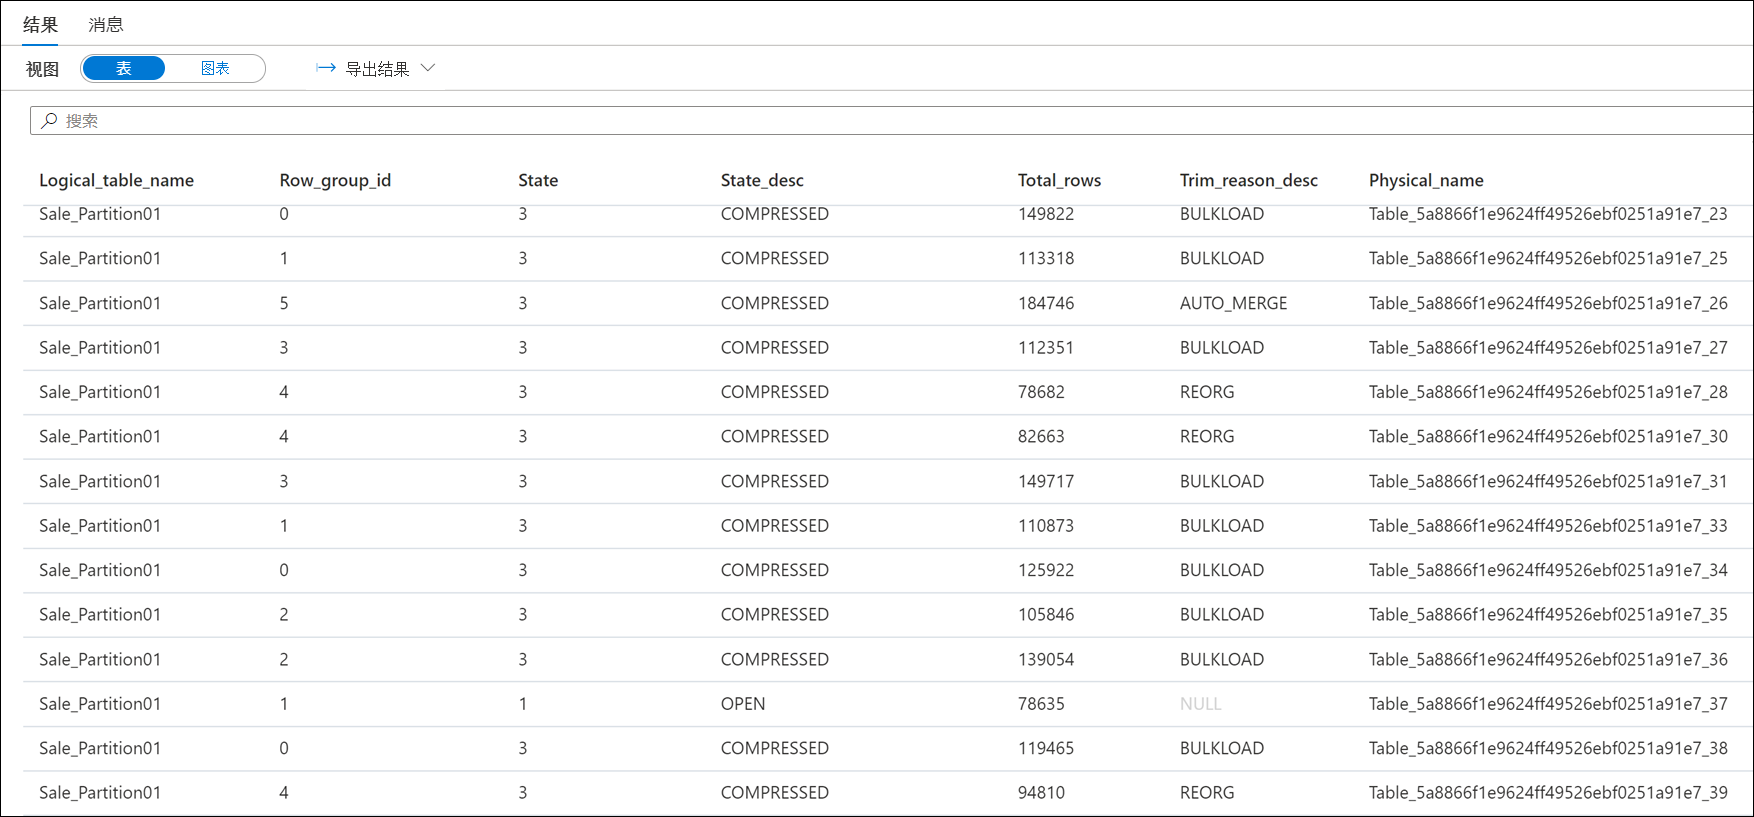 结果 消息
视图 表 图表 导出结果
搜索
Logical_table_name Row_group_id State State_desc Total_rows Trim_reason_desc Physical_name
Sale_Partition01 0 3 COMPRESSED 149822 BULKLOAD Table_5a8866f1e9624ff49526ebf0251a91e7_23
Sale_Partition01 1 3 COMPRESSED 113318 BULKLOAD Table_5a8866f1e9624ff49526ebf0251a91e7_25
Sale_Partition01 5 3 COMPRESSED 184746 AUTO_MERGE Table_5a8866f1e9624ff49526ebf0251a91e7_26
Sale_Partition01 3 3 COMPRESSED 112351 BULKLOAD Table_5a8866f1e9624ff49526ebf0251a91e7_27
Sale_Partition01 4 3 COMPRESSED 78682 REORG Table_5a8866f1e9624ff49526ebf0251a91e7_28
Sale_Partition01 4 3 COMPRESSED 82663 REORG Table_5a8866f1e9624ff49526ebf0251a91e7_30
Sale_Partition01 3 3 COMPRESSED 149717 BULKLOAD Table_5a8866f1e9624ff49526ebf0251a91e7_31
Sale_Partition01 1 3 COMPRESSED 110873 BULKLOAD Table_5a8866f1e9624ff49526ebf0251a91e7_33
Sale_Partition01 0 3 COMPRESSED 125922 BULKLOAD Table_5a8866f1e9624ff49526ebf0251a91e7_34
Sale_Partition01 2 3 COMPRESSED 105846 BULKLOAD Table_5a8866f1e9624ff49526ebf0251a91e7_35
Sale_Partition01 2 3 COMPRESSED 139054 BULKLOAD Table_5a8866f1e9624ff49526ebf0251a91e7_36
Sale_Partition01 1 1 OPEN 78635 NULL Table_5a8866f1e9624ff49526ebf0251a91e7_37
Sale_Partition01 0 3 COMPRESSED 119465 BULKLOAD Table_5a8866f1e9624ff49526ebf0251a91e7_38
Sale_Partition01 4 3 COMPRESSED 94810 REORG Table_5a8866f1e9624ff49526ebf0251a91e7_39